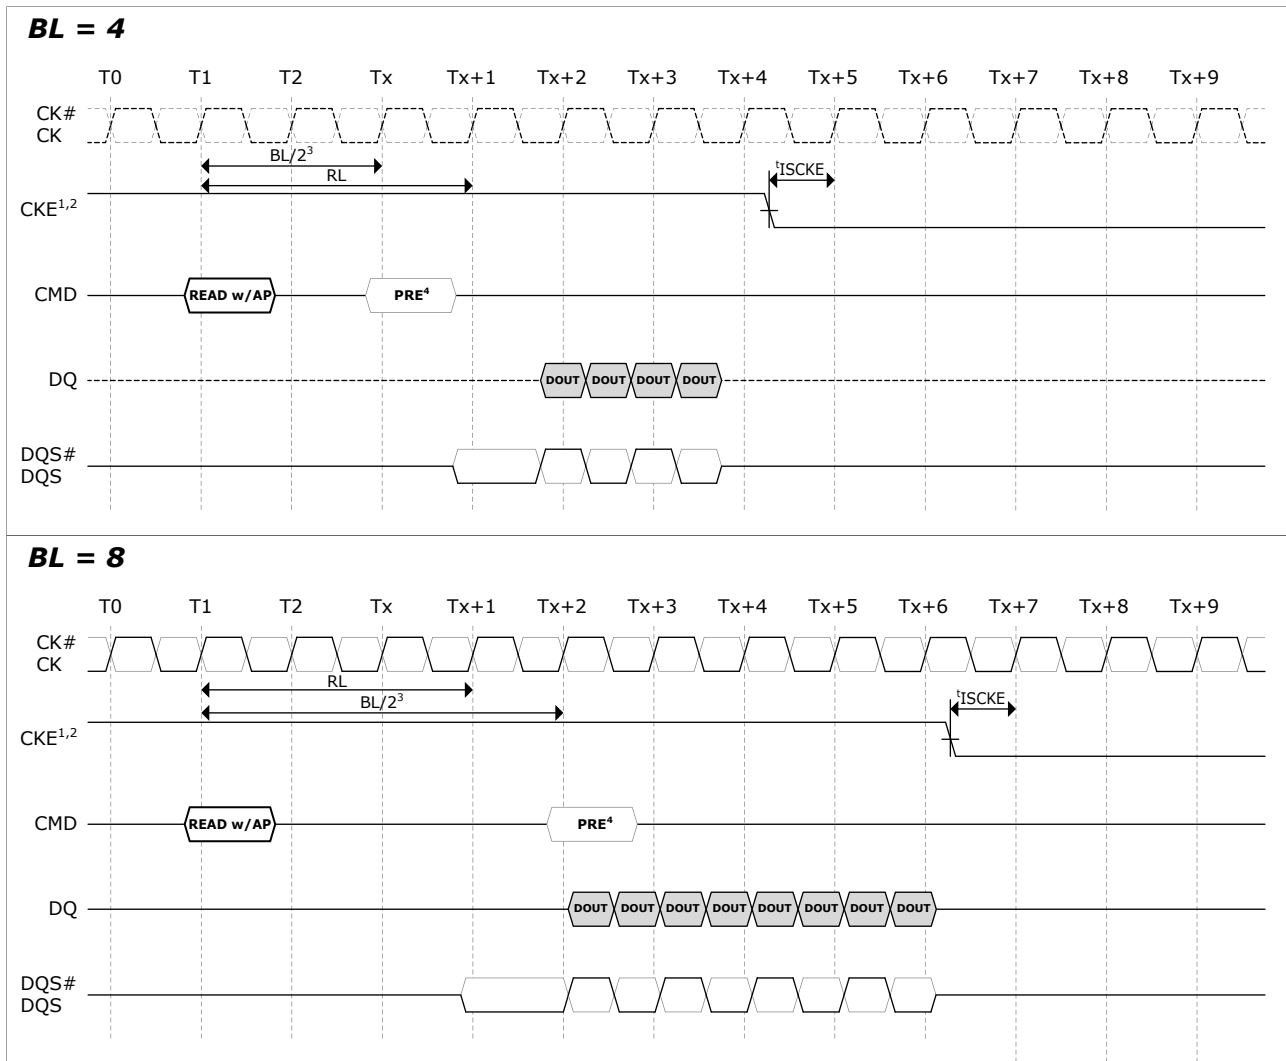 BL = 4
T0 T1 T2 Tx Tx+1 Tx+2 Tx+3 Tx+4 Tx+5 Tx+6 Tx+7 Tx+8 Tx+9
CK#
CK
BL/2³
RL
ᵗISCKE
CKE¹,²
CMD READ w/AP PRE⁴
DQ DOUT DOUT DOUT DOUT
DQS#
DQS
BL = 8
T0 T1 T2 Tx Tx+1 Tx+2 Tx+3 Tx+4 Tx+5 Tx+6 Tx+7 Tx+8 Tx+9
CK#
CK
RL
BL/2³
ᵗISCKE
CKE¹,²
CMD READ w/AP PRE⁴
DQ DOUT DOUT DOUT DOUT DOUT DOUT DOUT DOUT
DQS#
DQS